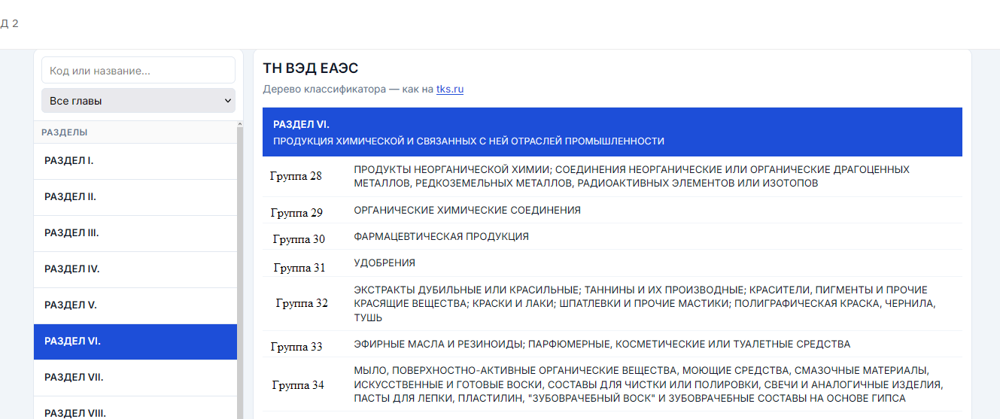 Д 2
Код или название...
Все главы
РАЗДЕЛЫ
РАЗДЕЛ I.
РАЗДЕЛ II.
РАЗДЕЛ III.
РАЗДЕЛ IV.
РАЗДЕЛ V.
РАЗДЕЛ VI.
РАЗДЕЛ VII.
РАЗДЕЛ VIII.
ТН ВЭД ЕАЭС
Дерево классификатора — как на tks.ru
РАЗДЕЛ VI.
ПРОДУКЦИЯ ХИМИЧЕСКОЙ И СВЯЗАННЫХ С НЕЙ ОТРАСЛЕЙ ПРОМЫШЛЕННОСТИ
Группа 28
ПРОДУКТЫ НЕОРГАНИЧЕСКОЙ ХИМИИ; СОЕДИНЕНИЯ НЕОРГАНИЧЕСКИЕ ИЛИ ОРГАНИЧЕСКИЕ ДРАГОЦЕННЫХ
МЕТАЛЛОВ, РЕДКОЗЕМЕЛЬНЫХ МЕТАЛЛОВ, РАДИОАКТИВНЫХ ЭЛЕМЕНТОВ ИЛИ ИЗОТОПОВ
Группа 29
ОРГАНИЧЕСКИЕ ХИМИЧЕСКИЕ СОЕДИНЕНИЯ
Группа 30
ФАРМАЦЕВТИЧЕСКАЯ ПРОДУКЦИЯ
Группа 31
УДОБРЕНИЯ
Группа 32
ЭКСТРАКТЫ ДУБИЛЬНЫЕ ИЛИ КРАСИЛЬНЫЕ; ТАННИНЫ И ИХ ПРОИЗВОДНЫЕ; КРАСИТЕЛИ, ПИГМЕНТЫ И ПРОЧИЕ
КРАСЯЩИЕ ВЕЩЕСТВА; КРАСКИ И ЛАКИ; ШПАТЛЕВКИ И ПРОЧИЕ МАСТИКИ; ПОЛИГРАФИЧЕСКАЯ КРАСКА, ЧЕРНИЛА,
ТУШЬ
Группа 33
ЭФИРНЫЕ МАСЛА И РЕЗИНОИДЫ; ПАРФЮМЕРНЫЕ, КОСМЕТИЧЕСКИЕ ИЛИ ТУАЛЕТНЫЕ СРЕДСТВА
Группа 34
МЫЛО, ПОВЕРХНОСТНО-АКТИВНЫЕ ОРГАНИЧЕСКИЕ ВЕЩЕСТВА, МОЮЩИЕ СРЕДСТВА, СМАЗОЧНЫЕ МАТЕРИАЛЫ,
ИСКУССТВЕННЫЕ И ГОТОВЫЕ ВОСКИ, СОСТАВЫ ДЛЯ ЧИСТКИ ИЛИ ПОЛИРОВКИ, СВЕЧИ И АНАЛОГИЧНЫЕ ИЗДЕЛИЯ,
ПАСТЫ ДЛЯ ЛЕПКИ, ПЛАСТИЛИН, "ЗУБОВРАЧЕБНЫЙ ВОСК" И ЗУБОВРАЧЕБНЫЕ СОСТАВЫ НА ОСНОВЕ ГИПСА